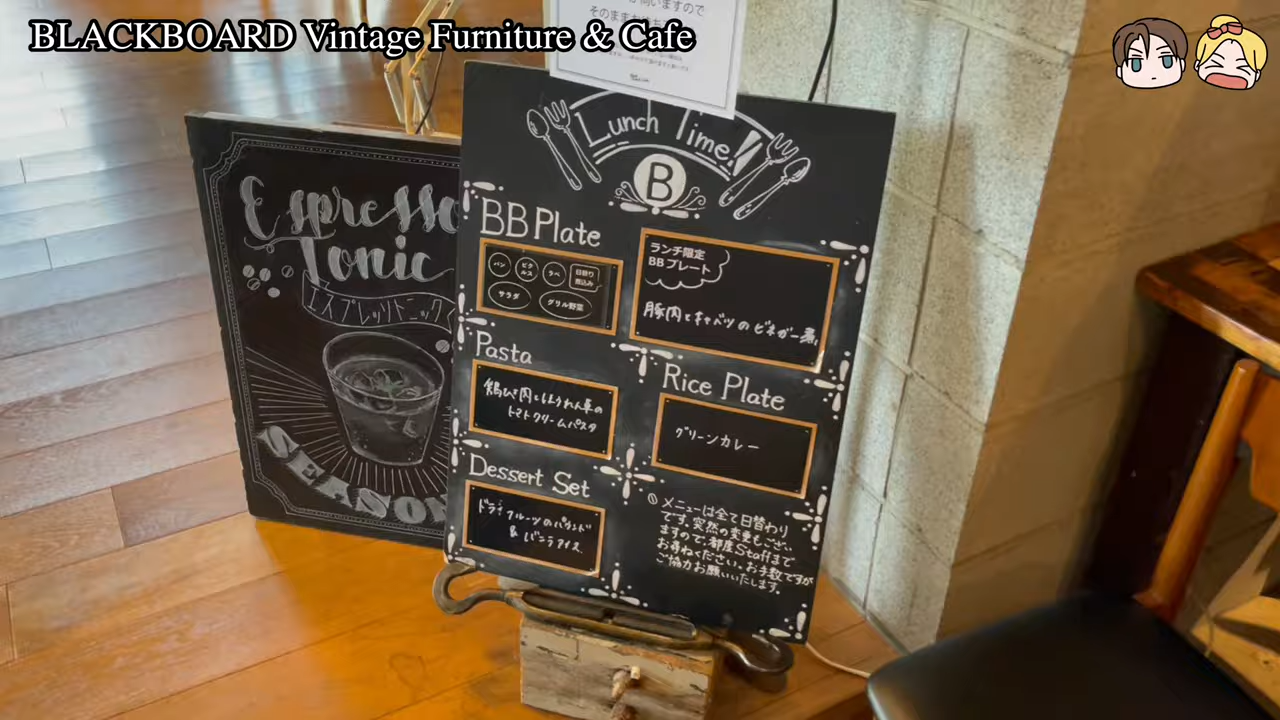 BLACKBOARD Vintage Furniture & Cafe
伺いますので
Lunch Time!
B
Espresso
Tonic
エスプレッソトニック
SEASON
BB Plate
パン
ピクルス
ラペ
日替り
煮込み
サラダ
グリル野菜
ランチ限定
BBプレート
豚肉とキャベツのビネガー煮
Pasta
鶏ひき肉とほうれん草の
トマトクリームパスタ
Rice Plate
グリーンカレー
Dessert Set
ドライフルーツのパウンド
& バニラアイス
メニューは全て日替わり
です。突然の変更もござい
ますので、都度Staffまで
お尋ねください。お手数ですが
ご協力お願いいたします。